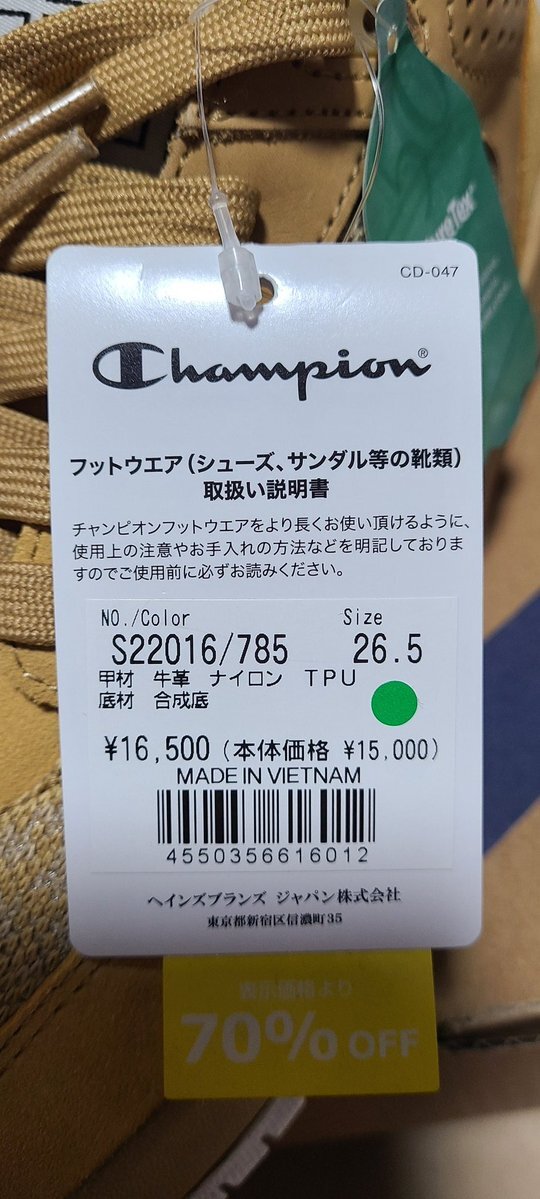 CD-047
Champion®
フットウエア(シューズ、サンダル等の靴類)
取扱い説明書
チャンピオンフットウエアをより長くお使い頂けるように、
使用上の注意やお手入れの方法などを明記しておりま
すのでご使用前に必ずお読みください。
NO./Color Size
S22016/785 26.5
甲材 牛革 ナイロン TPU
底材 合成底
¥16,500(本体価格 ¥15,000)
MADE IN VIETNAM
4550356616012
ヘインズブランズ ジャパン株式会社
東京都新宿区信濃町35
表示価格より
70%OFF